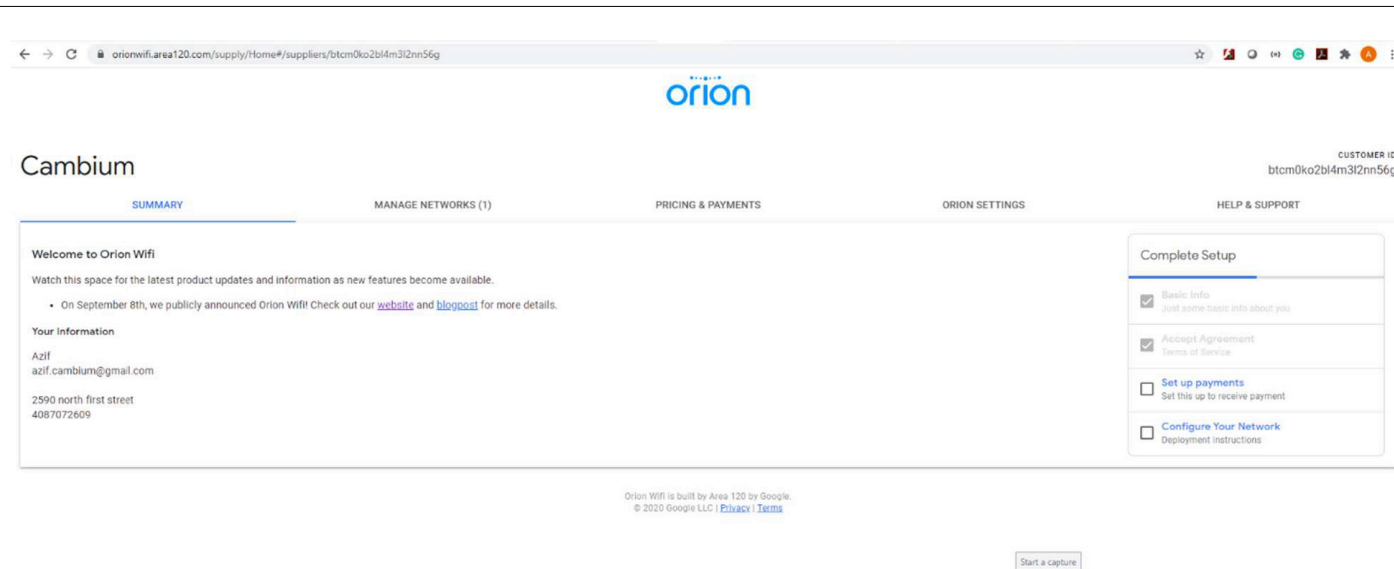 orionwifi.area120.com/supply/Home#/suppliers/btcm0ko2bl4m3l2nn56g
A
orion
Cambium
CUSTOMER ID
btcm0ko2bl4m3l2nn56g
SUMMARY
MANAGE NETWORKS (1)
PRICING & PAYMENTS
ORION SETTINGS
HELP & SUPPORT
Welcome to Orion Wifi
Watch this space for the latest product updates and information as new features become available.
• On September 8th, we publicly announced Orion Wifi! Check out our website and blogpost for more details.
Your Information
Azif
azif.cambium@gmail.com
2590 north first street
4087072609
Complete Setup
Basic Info
Just some basic info about you
Accept Agreement
Terms of Service
Set up payments
Set this up to receive payment
Configure Your Network
Deployment instructions
Orion Wifi is built by Area 120 by Google.
© 2020 Google LLC | Privacy | Terms
Start a capture